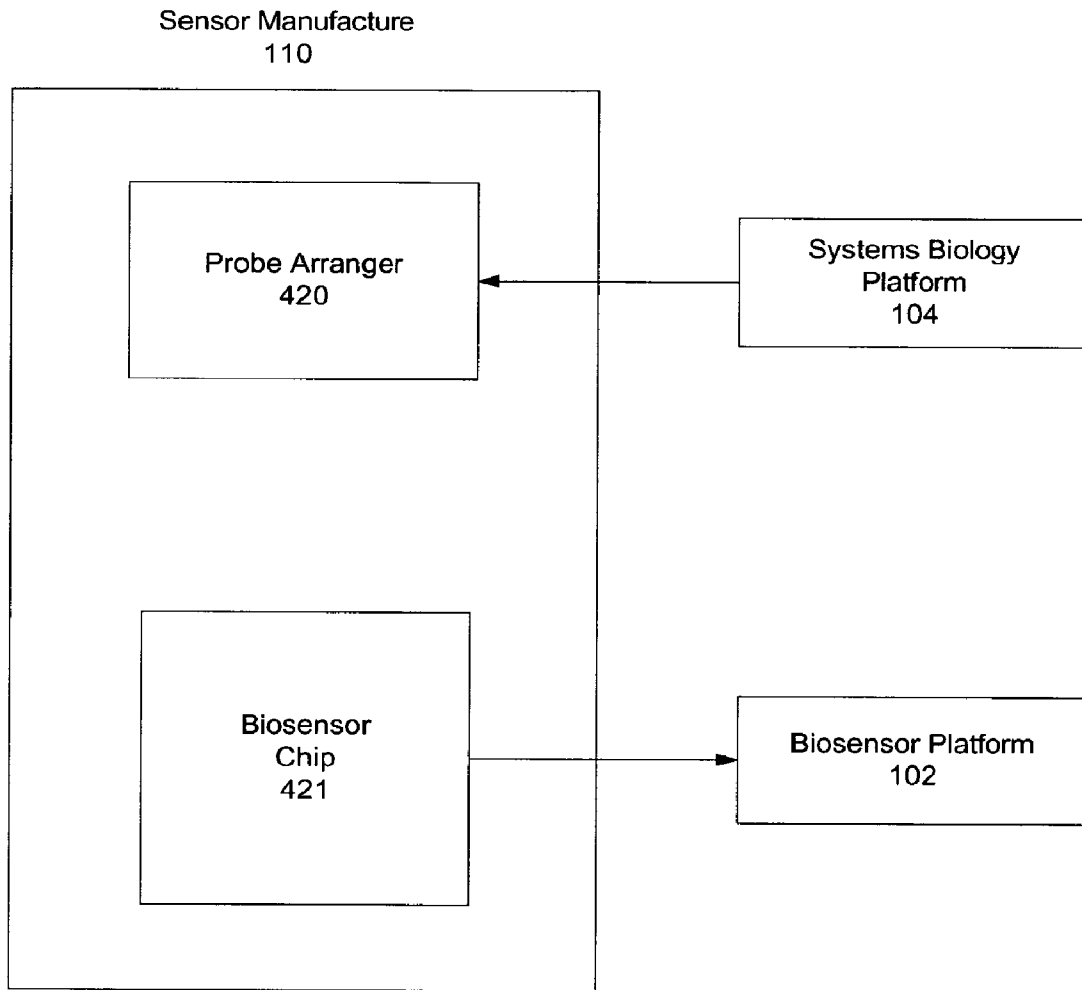 Sensor Manufacture
110
Probe Arranger
420
Systems Biology
Platform
104
Biosensor
Chip
421
Biosensor Platform
102